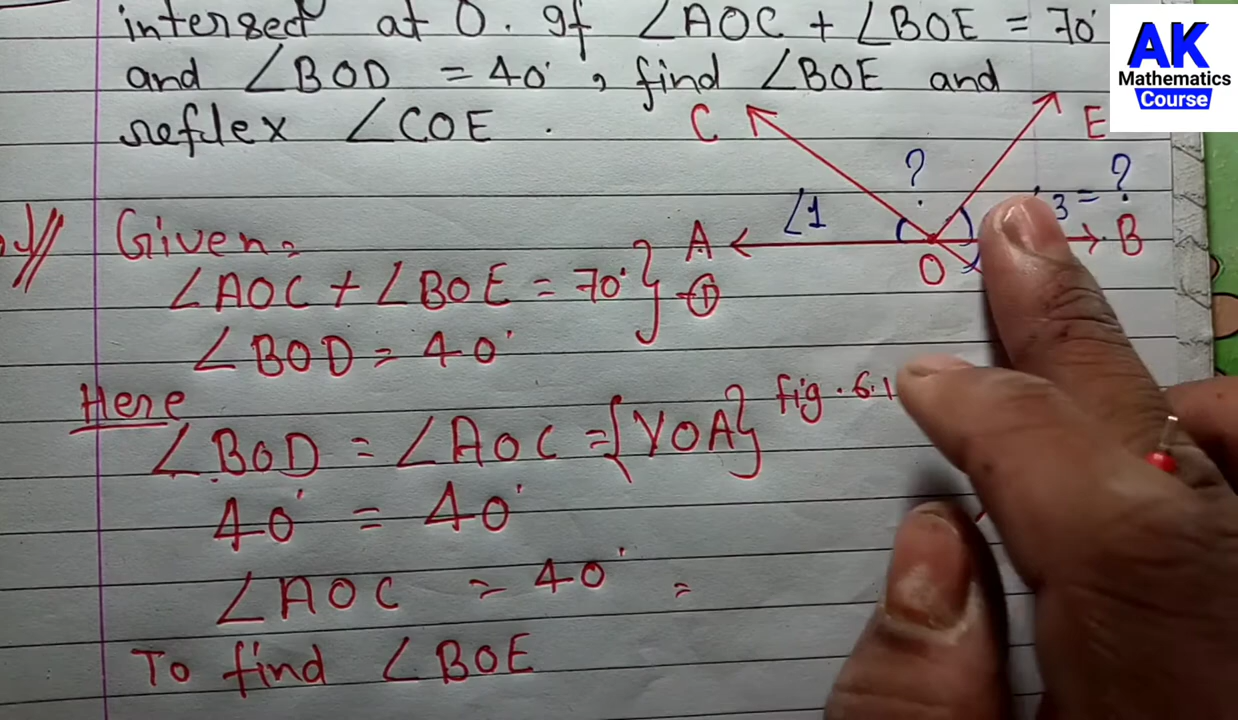 intersect at O. If ∠AOC + ∠BOE = 70°
and ∠BOD = 40°, find ∠BOE and
reflex ∠COE .
AK
Mathematics
Course
C
E
?
?
∠1
3 =
A
B
O
Given:
∠AOC + ∠BOE = 70° } ①
∠BOD = 40°
fig. 6.1
Here
∠BOD = ∠AOC = {VOA}
40° = 40°
∠AOC = 40° =
To find ∠BOE